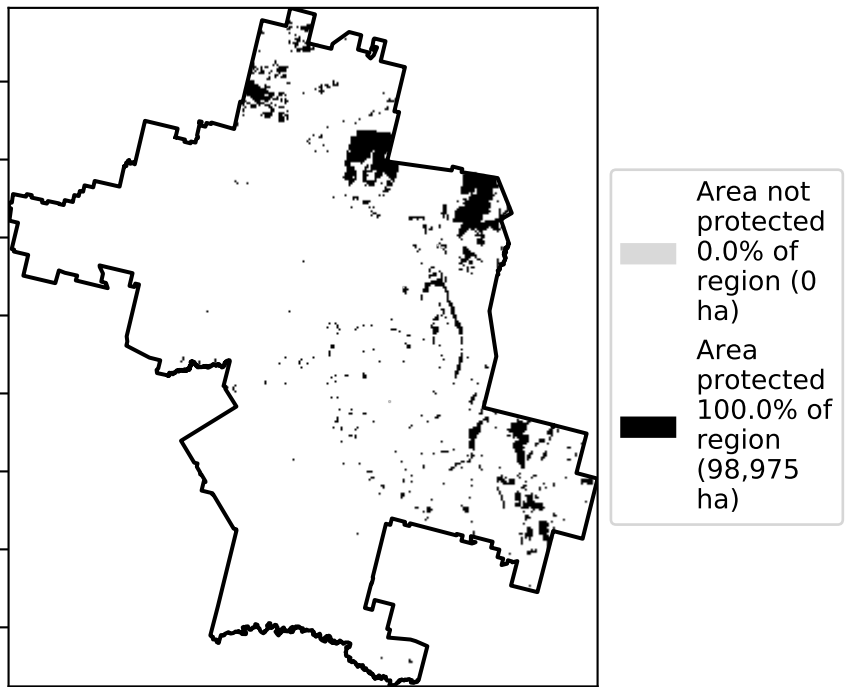 Area not
protected
0.0% of
region (0
ha)
Area
protected
100.0% of
region
(98,975
ha)